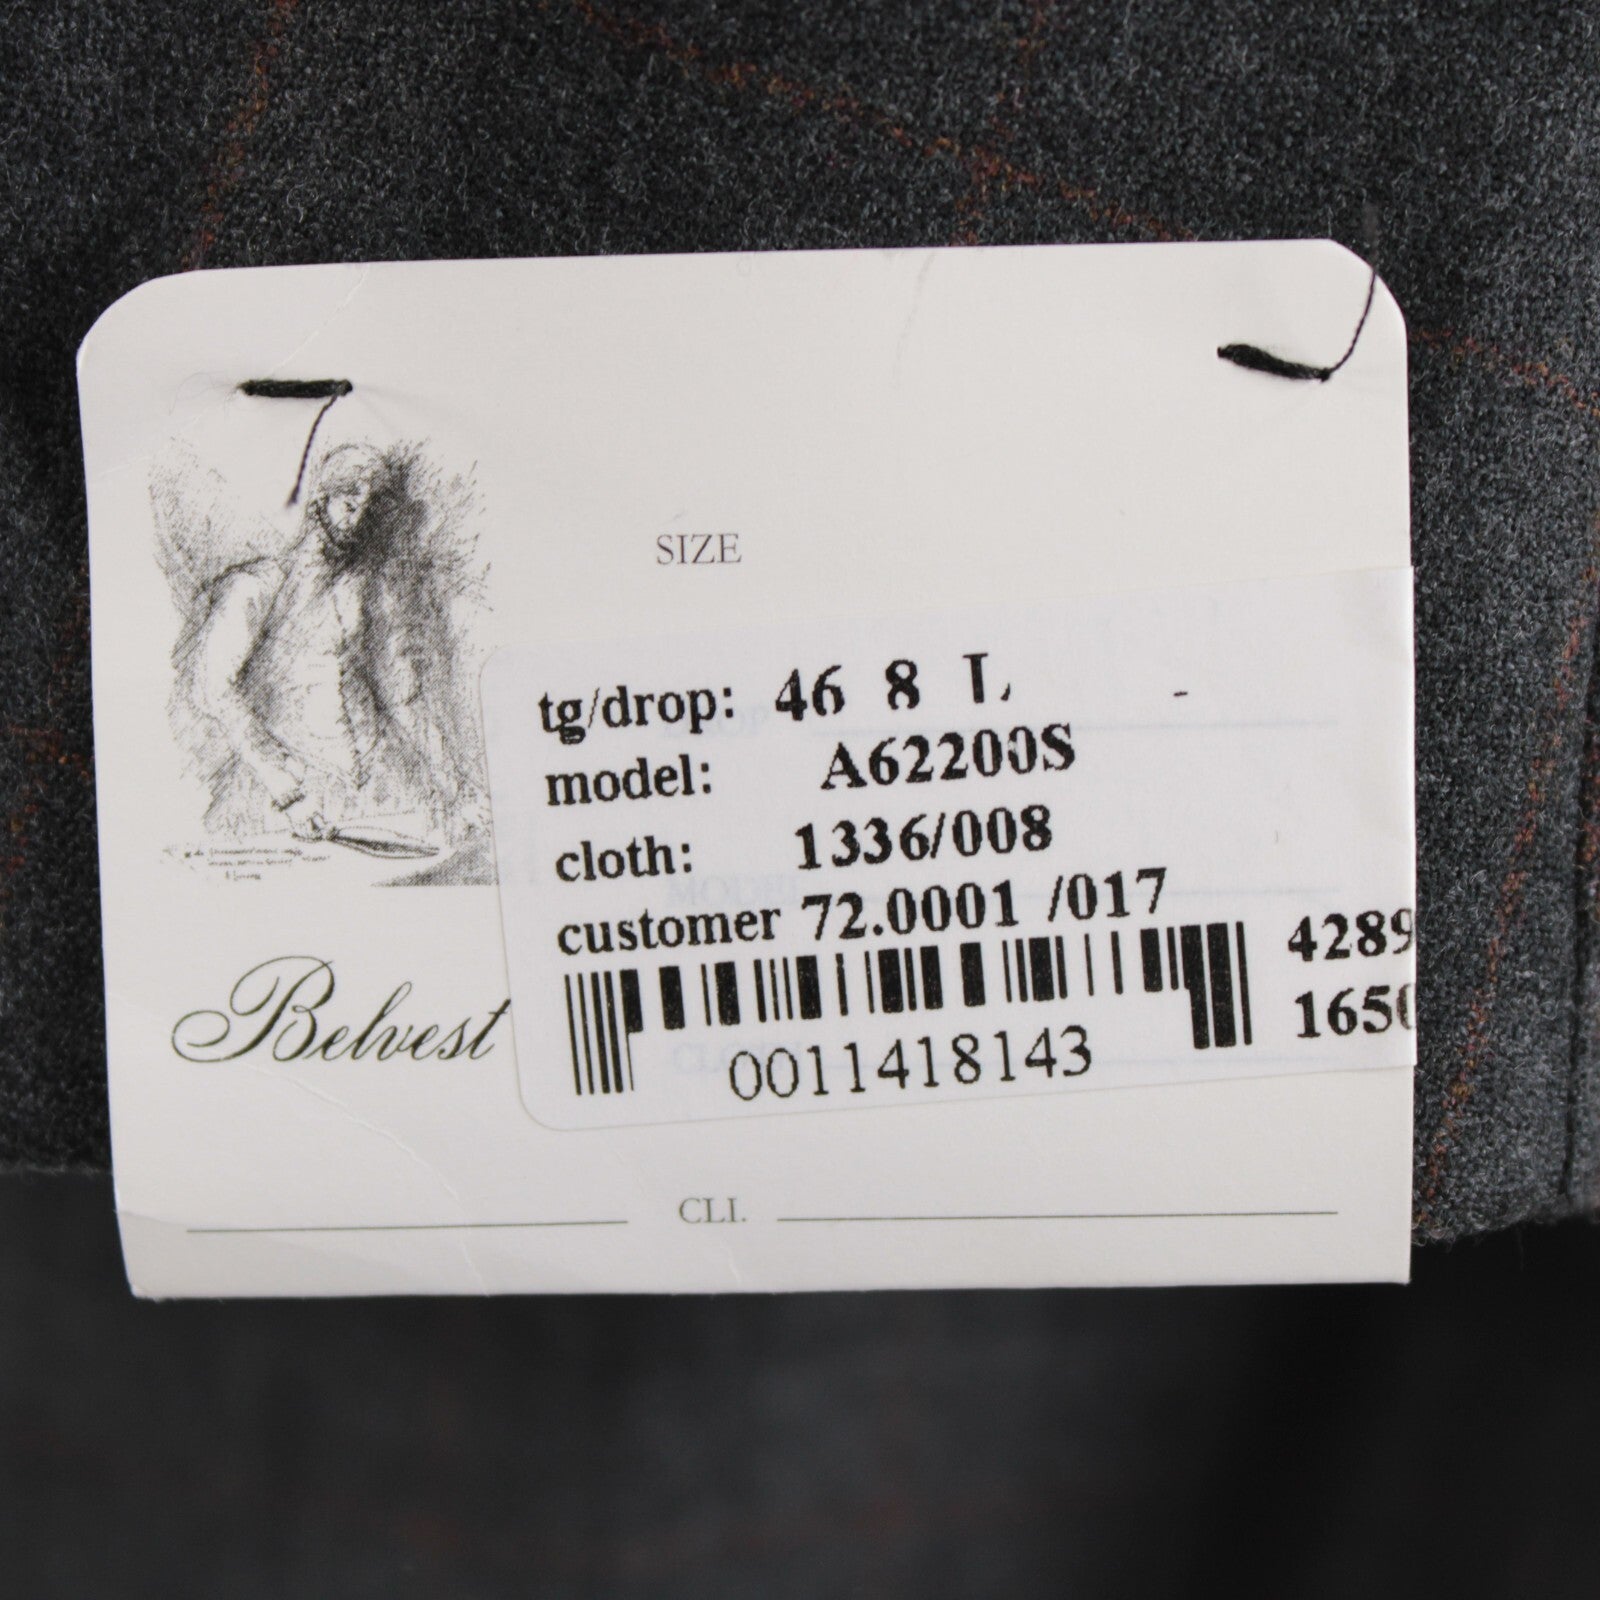 SIZE
tg/drop: 46 8 L -
model: A62200S
cloth: 1336/008
customer 72.0001 /017
4289
1650
0011418143
Belvest
CLI.